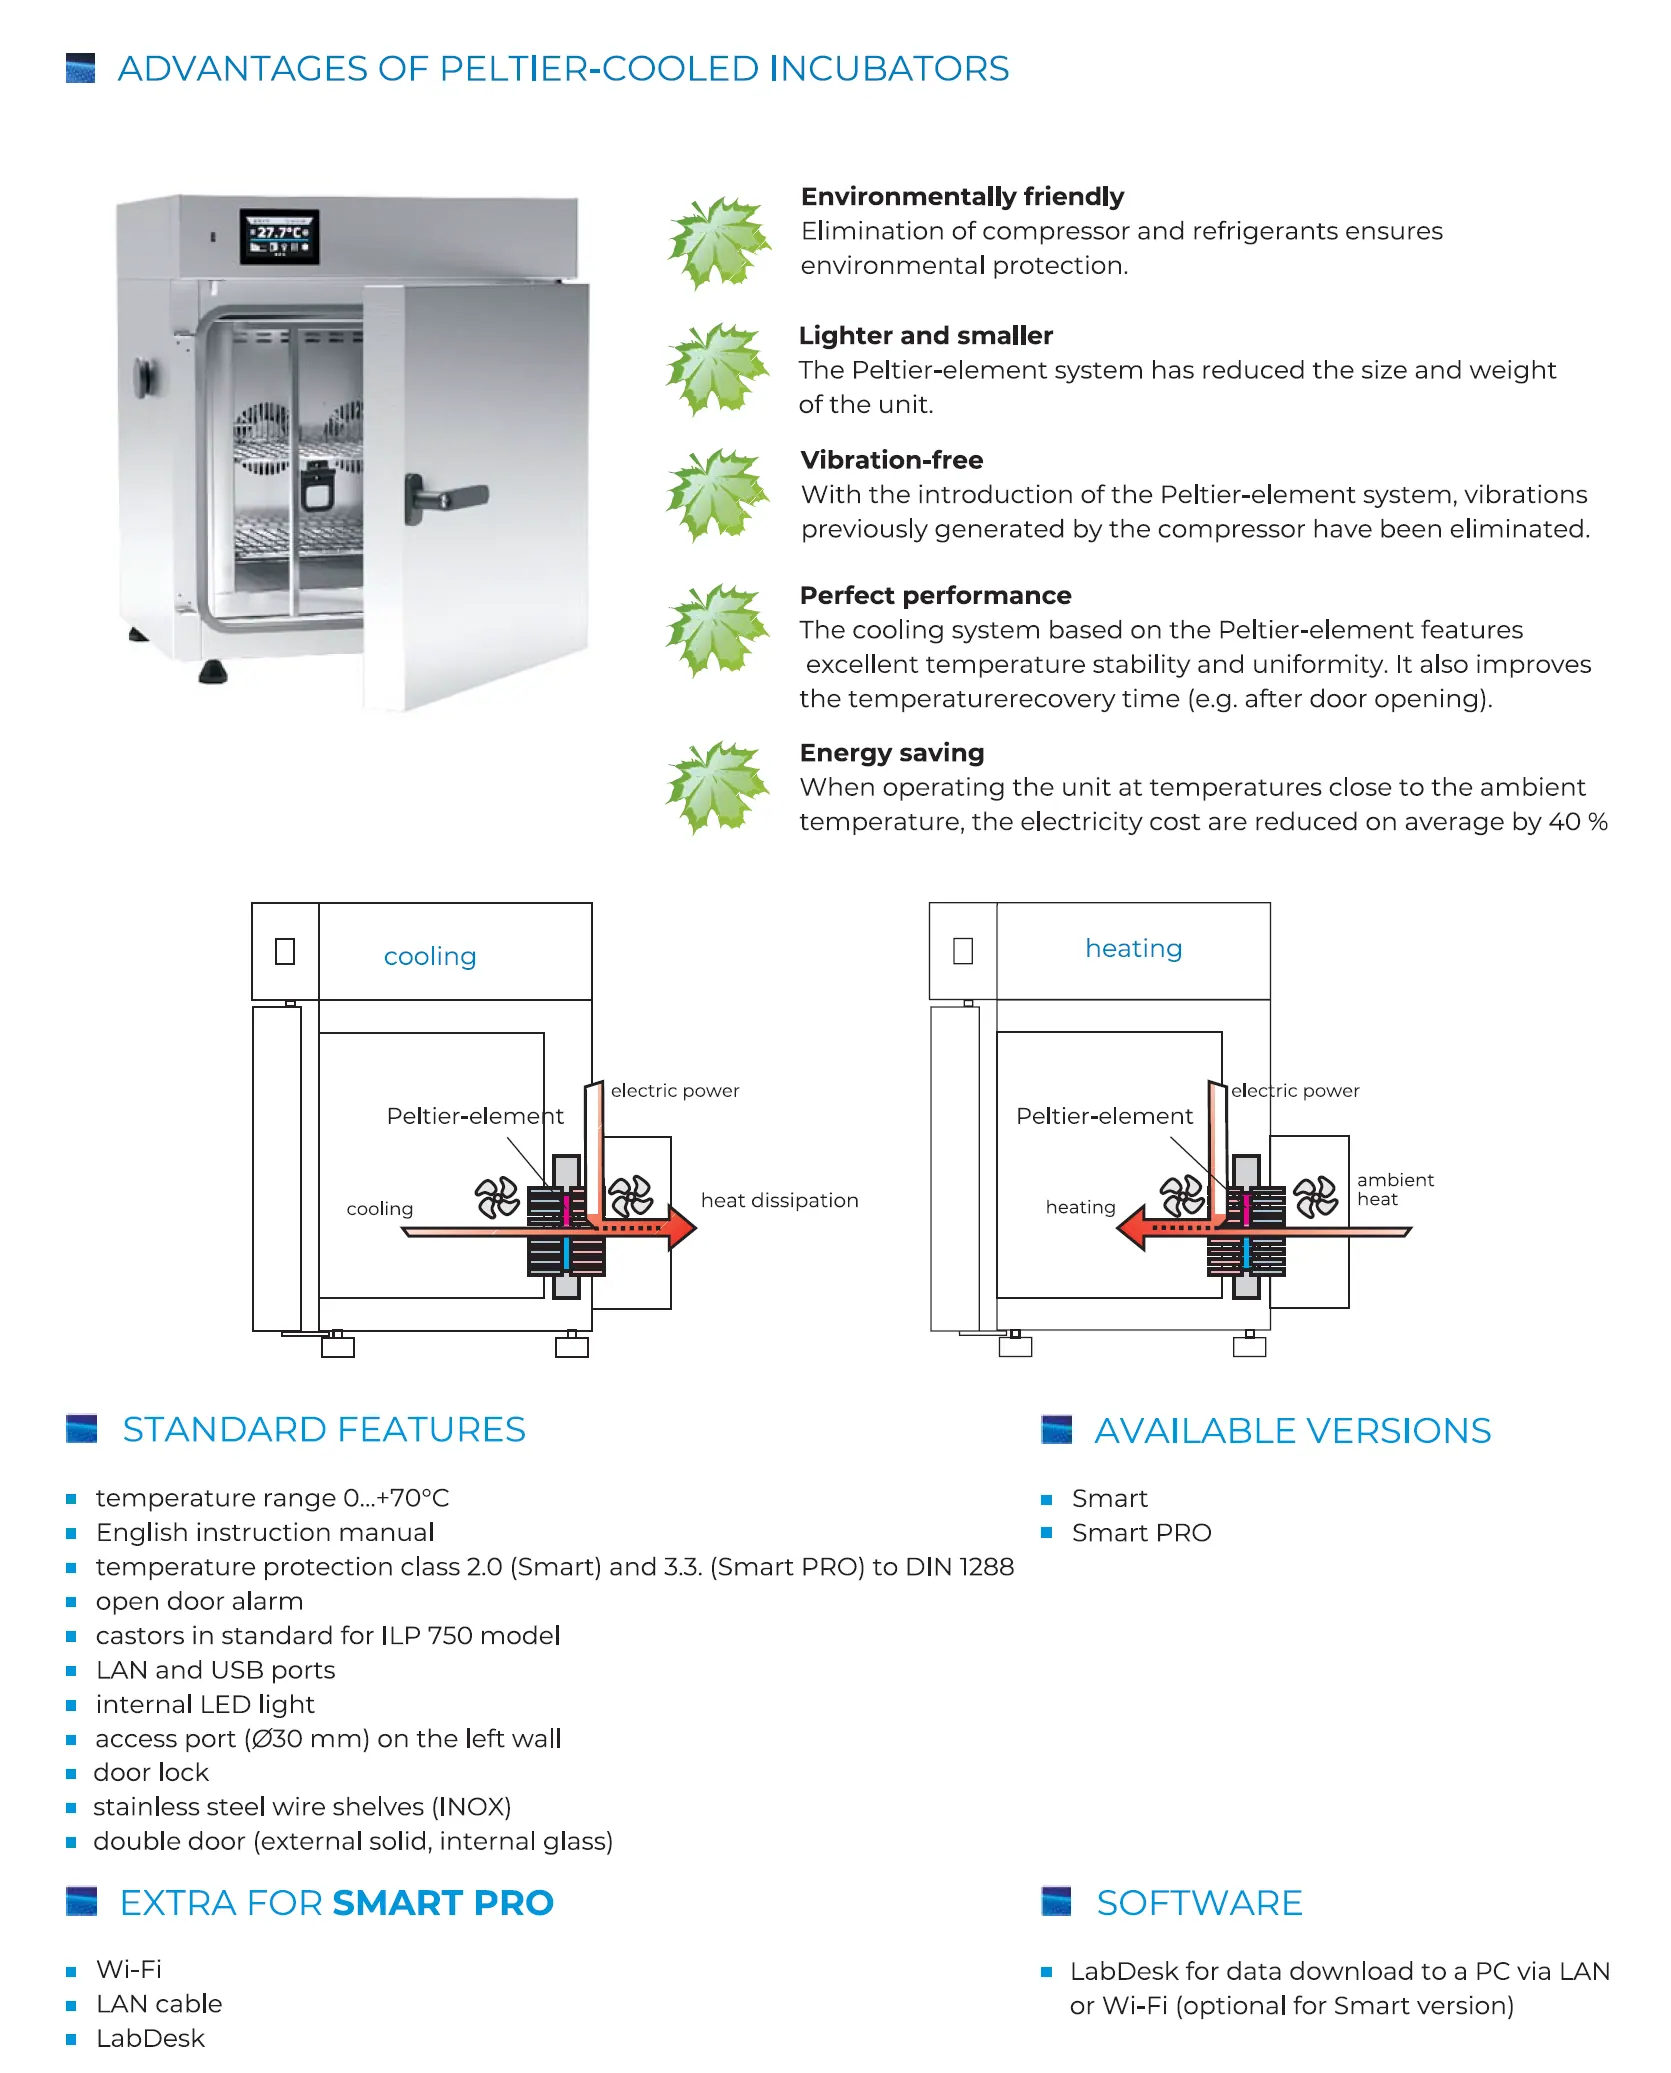 ADVANTAGES OF PELTIER-COOLED INCUBATORS
27.7°C
Environmentally friendly
Elimination of compressor and refrigerants ensures
environmental protection.
Lighter and smaller
The Peltier-element system has reduced the size and weight
of the unit.
Vibration-free
With the introduction of the Peltier-element system, vibrations
previously generated by the compressor have been eliminated.
Perfect performance
The cooling system based on the Peltier-element features
excellent temperature stability and uniformity. It also improves
the temperaturerecovery time (e.g. after door opening).
Energy saving
When operating the unit at temperatures close to the ambient
temperature, the electricity cost are reduced on average by 40 %
cooling
electric power
Peltier-element
cooling
heat dissipation
heating
electric power
Peltier-element
heating
ambient
heat
STANDARD FEATURES
temperature range 0...+70°C
English instruction manual
temperature protection class 2.0 (Smart) and 3.3. (Smart PRO) to DIN 1288
open door alarm
castors in standard for ILP 750 model
LAN and USB ports
internal LED light
access port (Ø30 mm) on the left wall
door lock
stainless steel wire shelves (INOX)
double door (external solid, internal glass)
AVAILABLE VERSIONS
Smart
Smart PRO
EXTRA FOR SMART PRO
Wi-Fi
LAN cable
LabDesk
SOFTWARE
LabDesk for data download to a PC via LAN
or Wi-Fi (optional for Smart version)